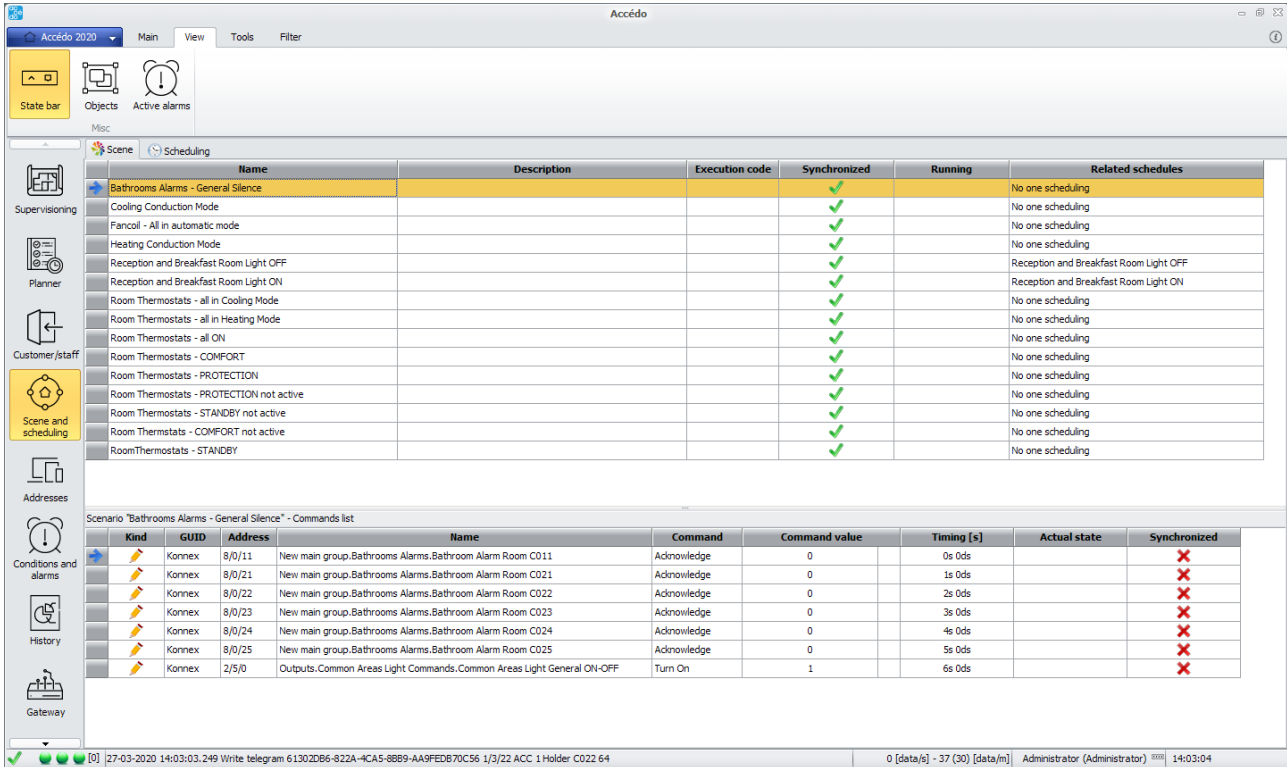 Accédo
Accédo 2020 Main View Tools Filter
State bar Objects Active alarms
Misc
Scene Scheduling
Supervisioning
Planner
Customer/staff
Scene and
scheduling
Addresses
Conditions and
alarms
History
Gateway
Name Description Execution code Synchronized Running Related schedules
Bathrooms Alarms - General Silence No one scheduling
Cooling Conduction Mode No one scheduling
Fancoil - All in automatic mode No one scheduling
Heating Conduction Mode No one scheduling
Reception and Breakfast Room Light OFF Reception and Breakfast Room Light OFF
Reception and Breakfast Room Light ON Reception and Breakfast Room Light ON
Room Thermostats - all in Cooling Mode No one scheduling
Room Thermostats - all in Heating Mode No one scheduling
Room Thermostats - all ON No one scheduling
Room Thermostats - COMFORT No one scheduling
Room Thermostats - PROTECTION No one scheduling
Room Thermostats - PROTECTION not active No one scheduling
Room Thermostats - STANDBY not active No one scheduling
Room Thermstats - COMFORT not active No one scheduling
RoomThermostats - STANDBY No one scheduling
Scenario "Bathrooms Alarms - General Silence" - Commands list
Kind GUID Address Name Command Command value Timing [s] Actual state Synchronized
Konnex 8/0/11 New main group.Bathrooms Alarms.Bathroom Alarm Room C011 Acknowledge 0 0s 0ds
Konnex 8/0/21 New main group.Bathrooms Alarms.Bathroom Alarm Room C021 Acknowledge 0 1s 0ds
Konnex 8/0/22 New main group.Bathrooms Alarms.Bathroom Alarm Room C022 Acknowledge 0 2s 0ds
Konnex 8/0/23 New main group.Bathrooms Alarms.Bathroom Alarm Room C023 Acknowledge 0 3s 0ds
Konnex 8/0/24 New main group.Bathrooms Alarms.Bathroom Alarm Room C024 Acknowledge 0 4s 0ds
Konnex 8/0/25 New main group.Bathrooms Alarms.Bathroom Alarm Room C025 Acknowledge 0 5s 0ds
Konnex 2/5/0 Outputs.Common Areas Light Commands.Common Areas Light General ON-OFF Turn On 1 6s 0ds
[0] 27-03-2020 14:03:03.249 Write telegram 61302DB6-822A-4CA5-8BB9-AA9FEDB70C56 1/3/22 ACC 1 Holder C022 64 0 [data/s] - 37 (30) [data/m] Administrator (Administrator) 14:03:04